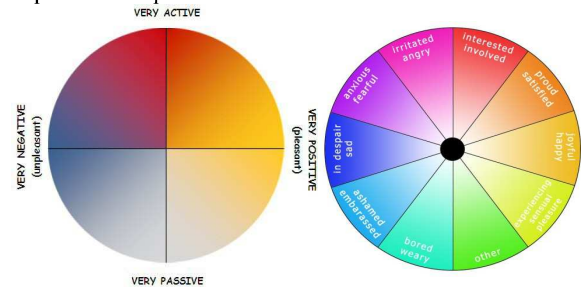 VERY ACTIVE
VERY NEGATIVE
(unpleasant)
VERY POSITIVE
(pleasant)
VERY PASSIVE
irritated
angry
interested
involved
proud
satisfied
joyful
happy
experiencing
sensual
pleasure
other
bored
weary
ashamed
embarassed
in despair
sad
anxious
fearful